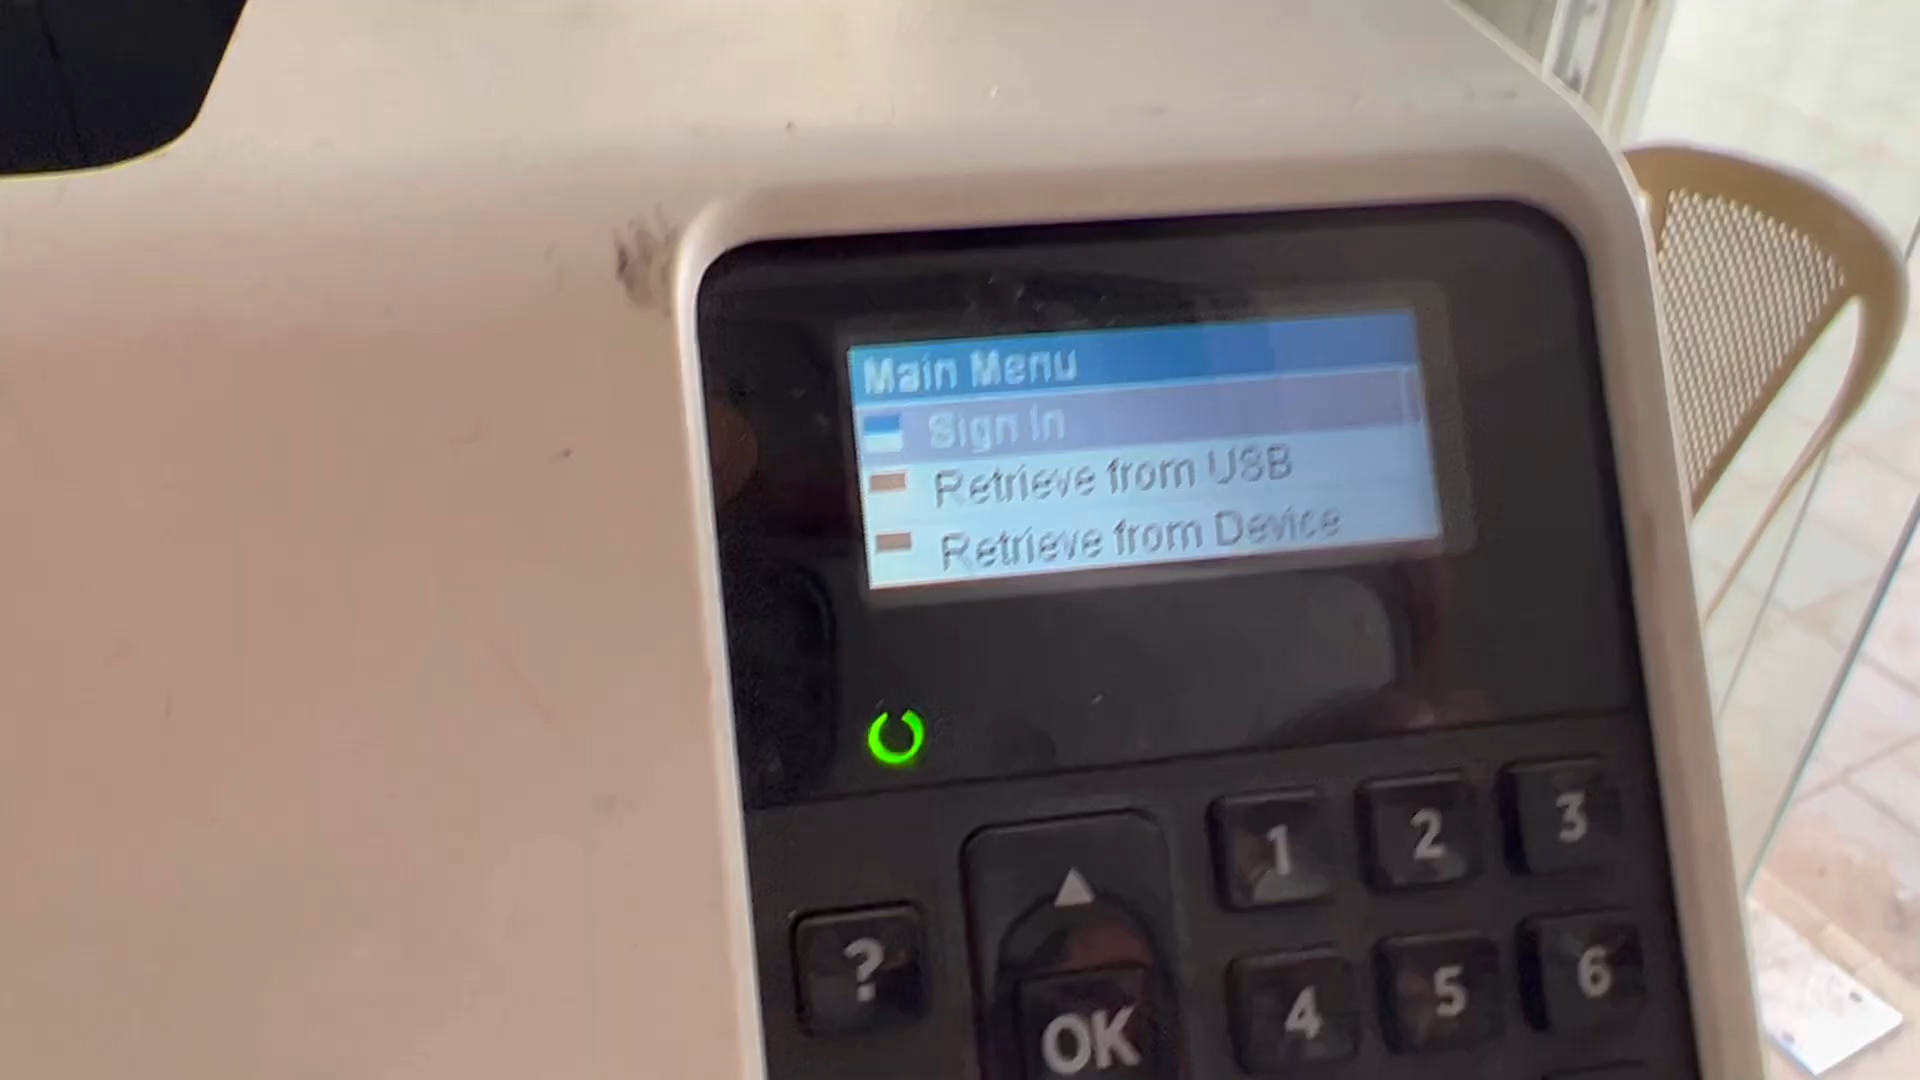 Main Menu
Sign In
Retrieve from USB
Retrieve from Device
1 2 3
?
OK
4 5 6